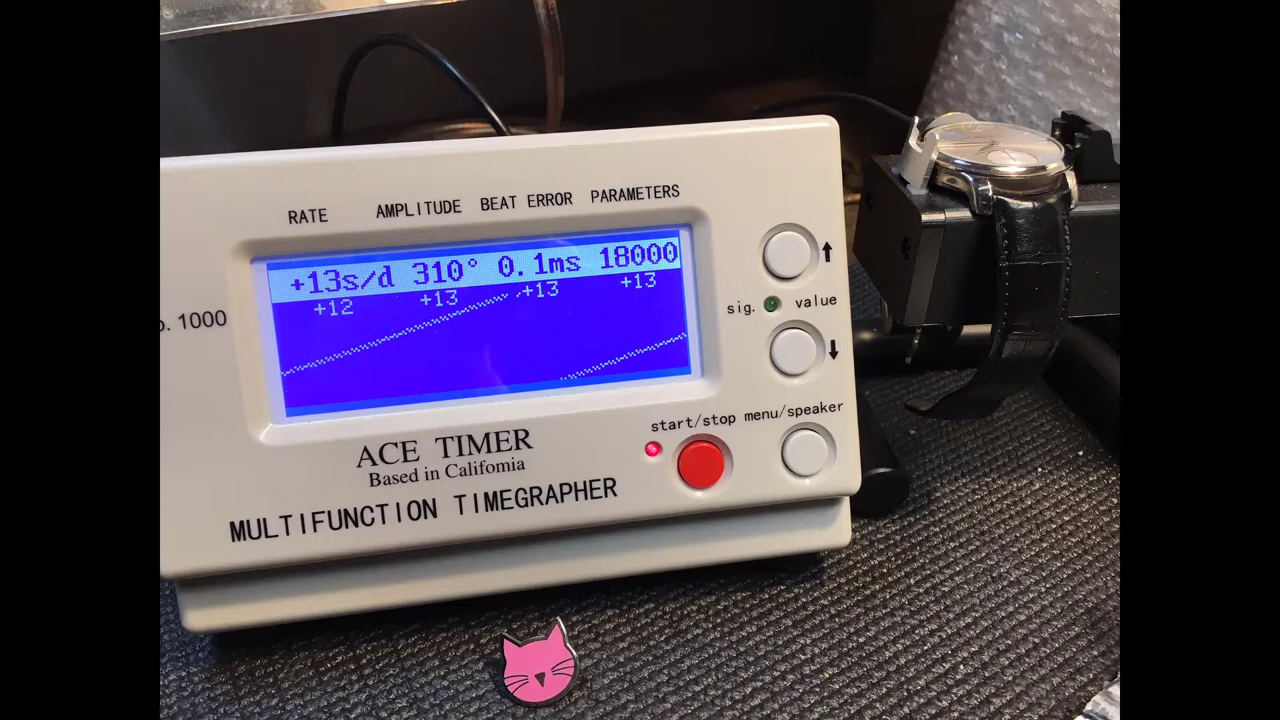 RATE AMPLITUDE BEAT ERROR PARAMETERS
+13s/d 310° 0.1ms 18000
+12 +13 +13 +13
1000
sig. value
start/stop menu/speaker
ACE TIMER
Based in Califomia
MULTIFUNCTION TIMEGRAPHER